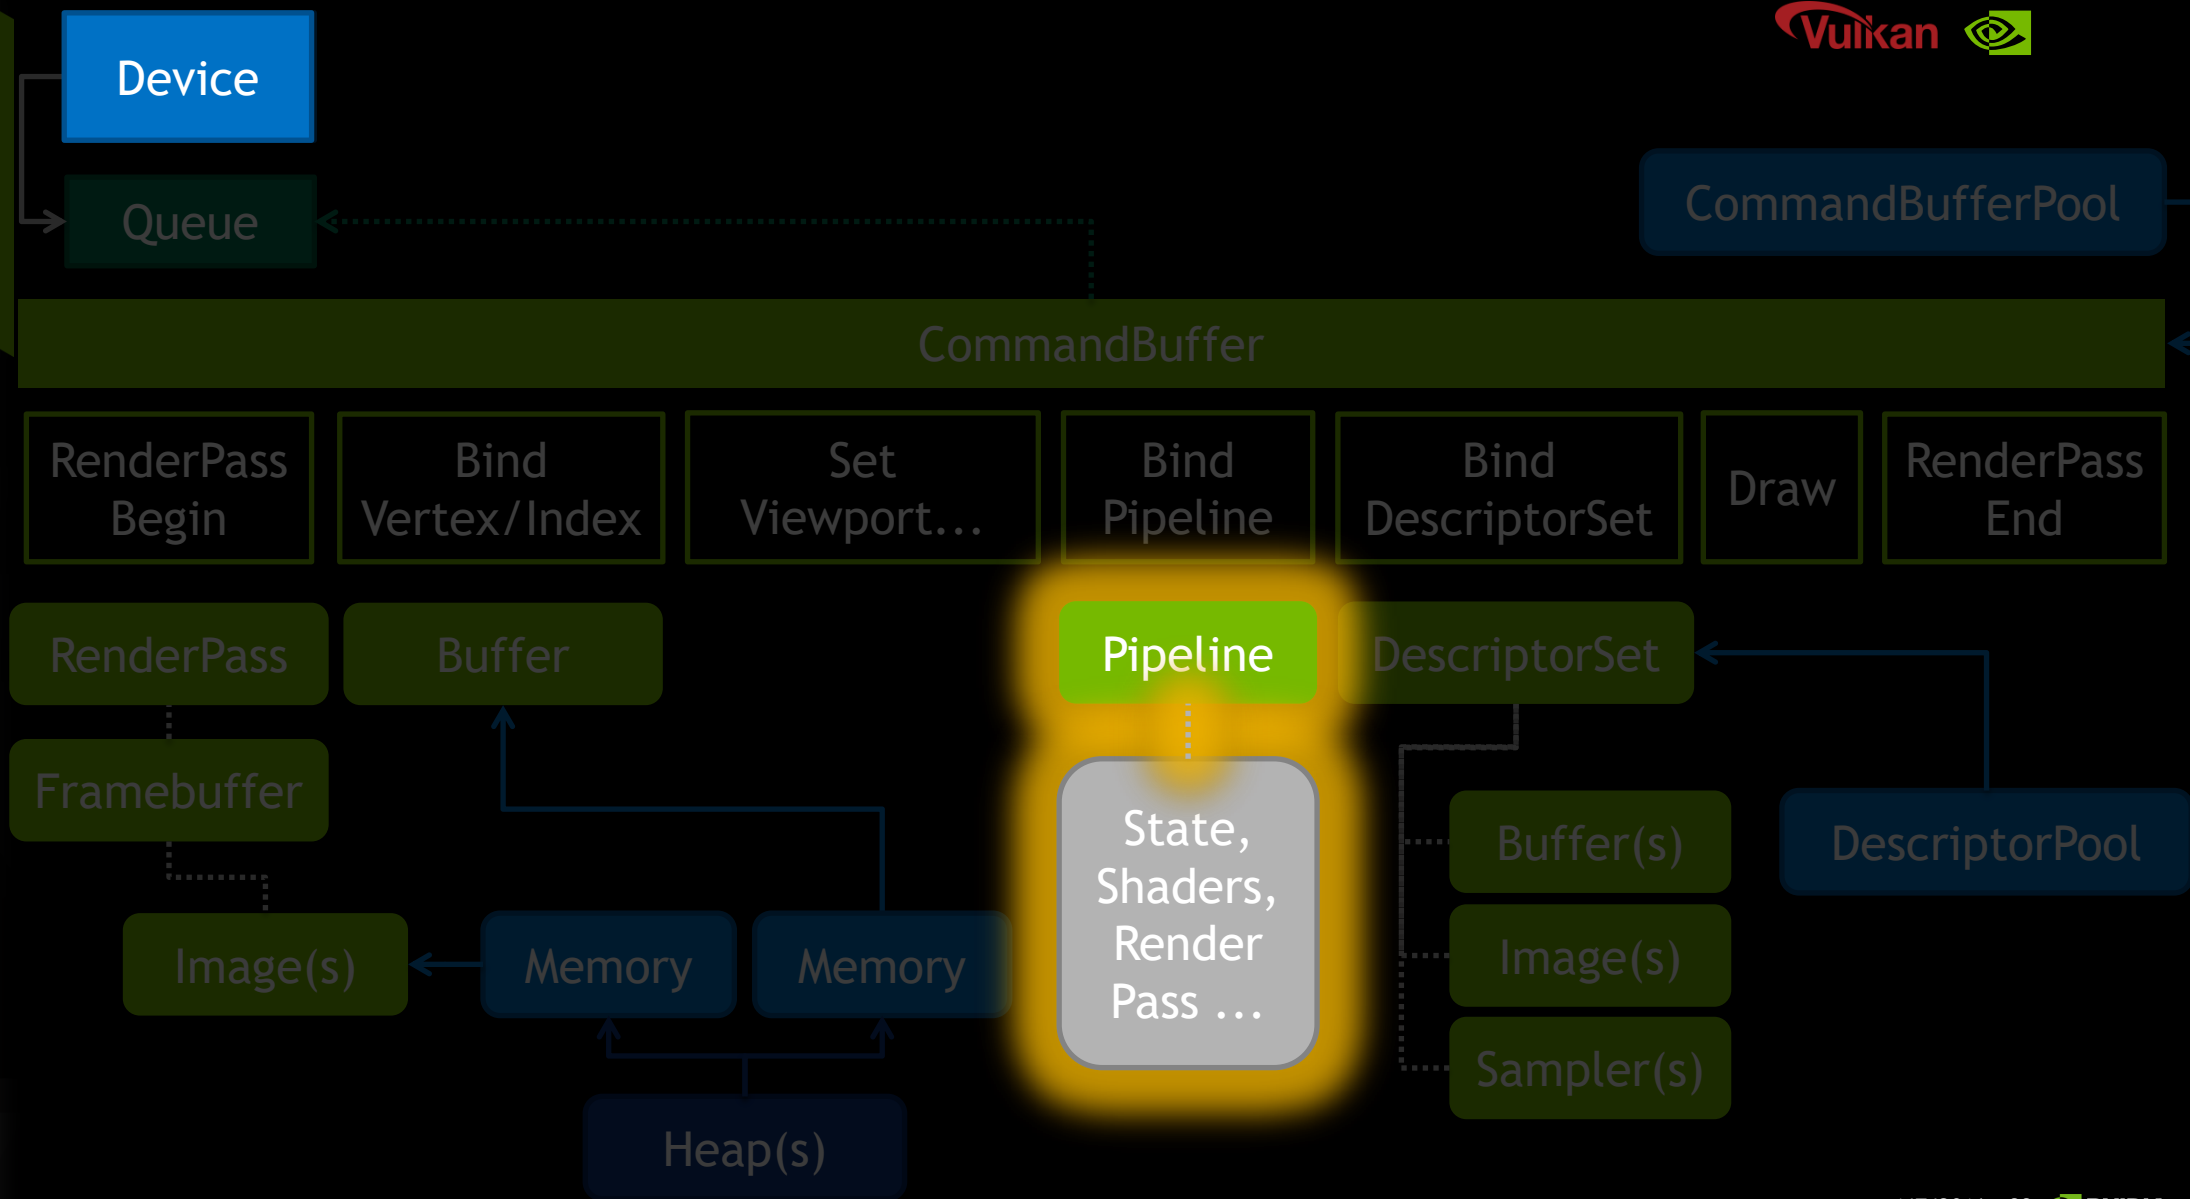 Vulkan
Device
Queue
CommandBufferPool
CommandBuffer
RenderPass
Begin
Bind
Vertex/Index
Set
Viewport...
Bind
Pipeline
Bind
DescriptorSet
Draw
RenderPass
End
RenderPass
Buffer
Pipeline
DescriptorSet
Framebuffer
State,
Shaders,
Render
Pass ...
Buffer(s)
DescriptorPool
Image(s)
Memory
Memory
Image(s)
Sampler(s)
Heap(s)